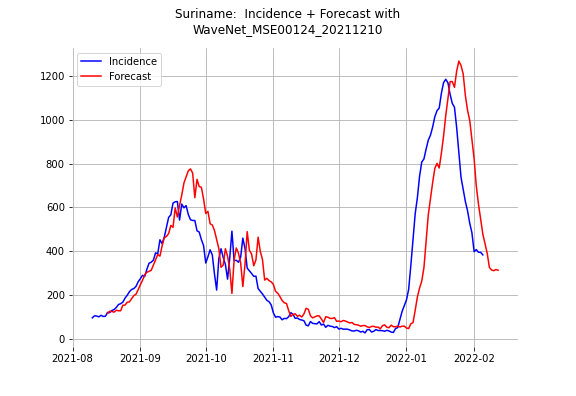 Suriname:  Incidence + Forecast with
WaveNet_MSE00124_20211210
Incidence
Forecast
1200
1000
800
600
400
200
0
2021-08 2021-09 2021-10 2021-11 2021-12 2022-01 2022-02